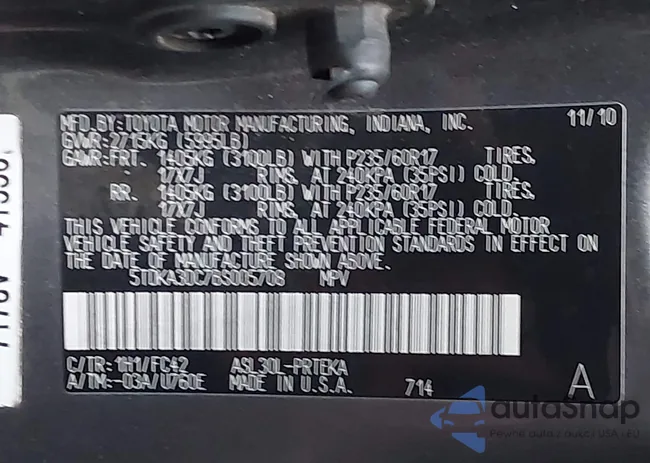 MFD.BY: TOYOTA MOTOR MANUFACTURING, INDIANA, INC. 11/10
GVWR: 2715KG (5995LB)
GAWR: FRT. 1405KG (3100LB) WITH P235/60R17 TIRES,
17X7J RIMS, AT 240KPA (35PSI) COLD.
RR. 1405KG (3100LB) WITH P235/60R17 TIRES,
17X7J RIMS, AT 240KPA (35PSI) COLD.
THIS VEHICLE CONFORMS TO ALL APPLICABLE FEDERAL MOTOR
VEHICLE SAFETY AND THEFT PREVENTION STANDARDS IN EFFECT ON
THE DATE OF MANUFACTURE SHOWN ABOVE.
MPV
C/TR: 1H1/FC42 ASL30L-PRTEKA
A/TM: -03A/U760E MADE IN U.S.A. 714 A
autoSnap